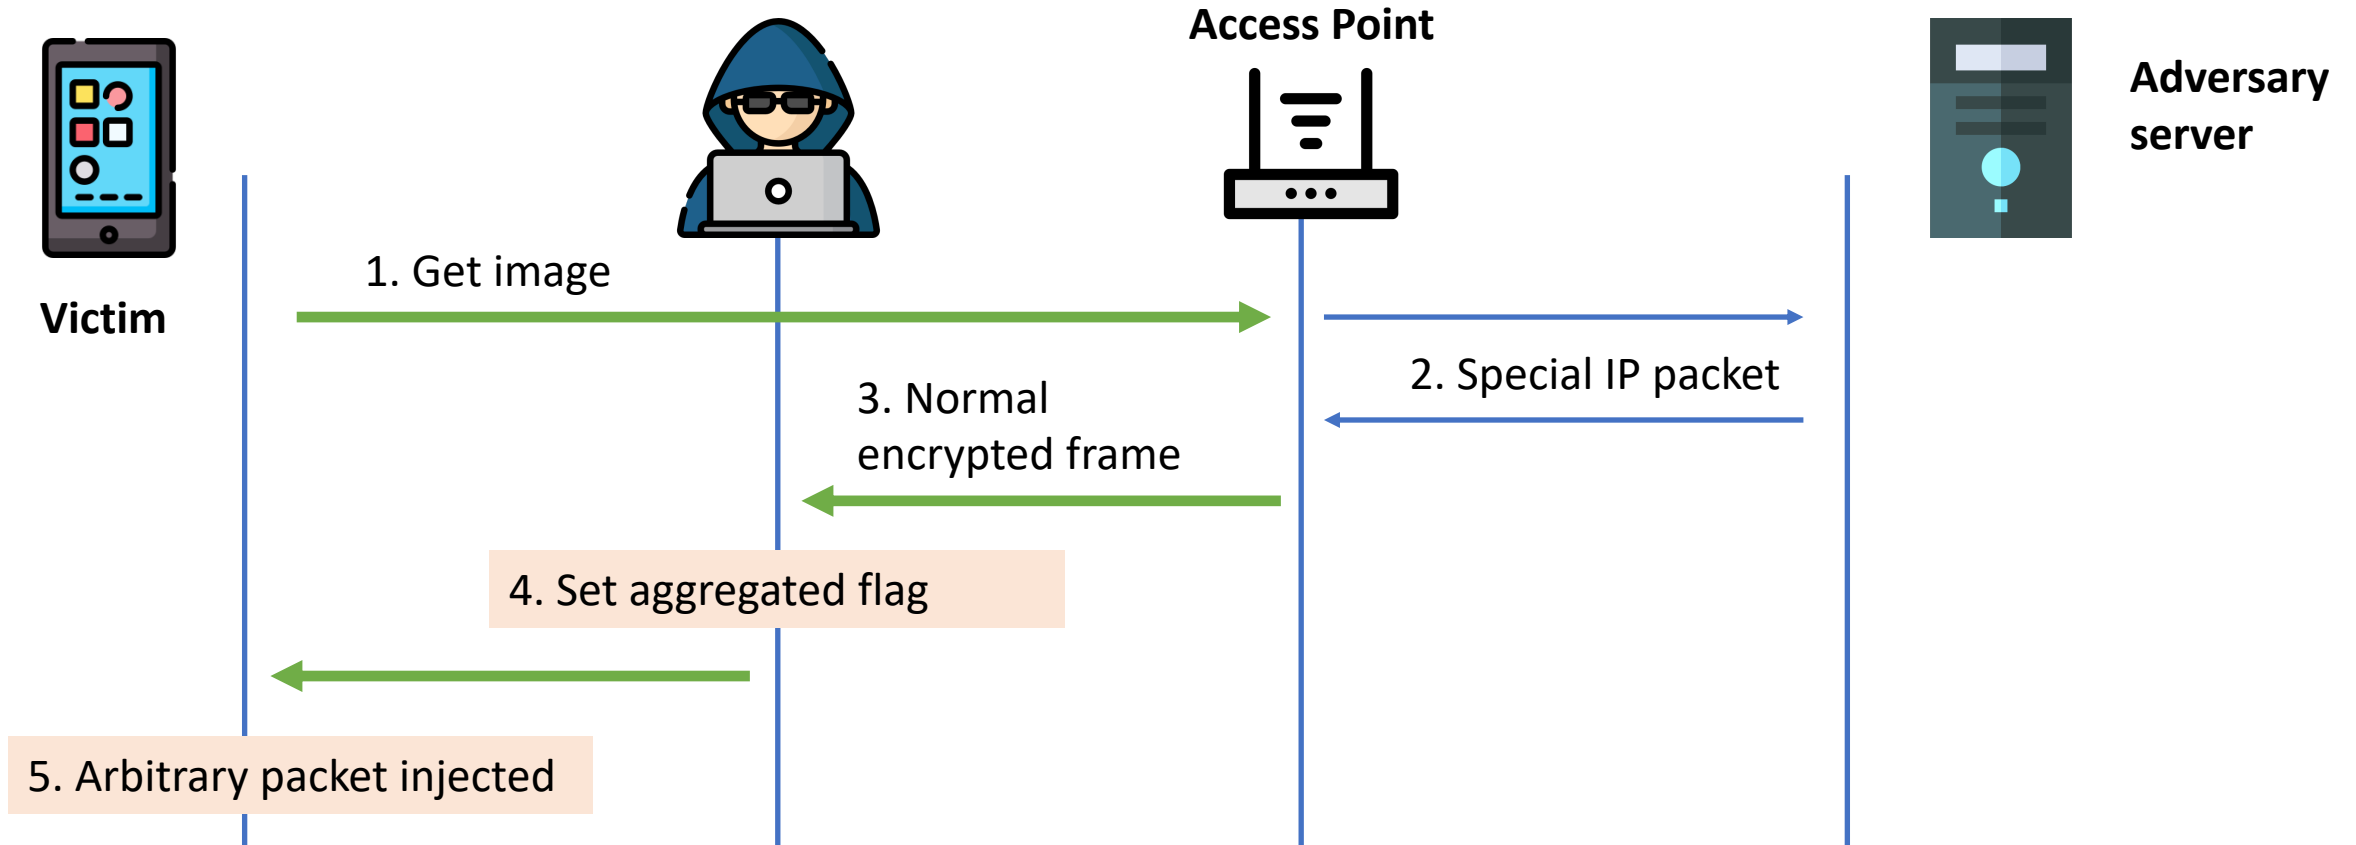 Access Point
Adversary
server
Victim
1. Get image
2. Special IP packet
3. Normal
encrypted frame
4. Set aggregated flag
5. Arbitrary packet injected